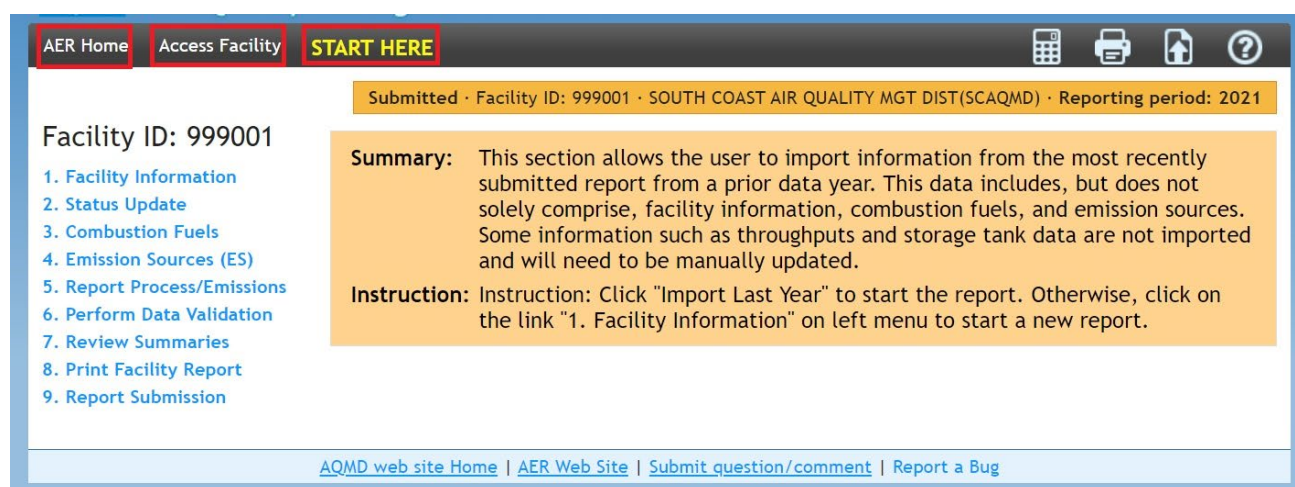 AER Home Access Facility START HERE
Submitted · Facility ID: 999001 · SOUTH COAST AIR QUALITY MGT DIST(SCAQMD) · Reporting period: 2021
Facility ID: 999001
1. Facility Information
2. Status Update
3. Combustion Fuels
4. Emission Sources (ES)
5. Report Process/Emissions
6. Perform Data Validation
7. Review Summaries
8. Print Facility Report
9. Report Submission
Summary: This section allows the user to import information from the most recently
submitted report from a prior data year. This data includes, but does not
solely comprise, facility information, combustion fuels, and emission sources.
Some information such as throughputs and storage tank data are not imported
and will need to be manually updated.
Instruction: Instruction: Click "Import Last Year" to start the report. Otherwise, click on
the link "1. Facility Information" on left menu to start a new report.
AQMD web site Home | AER Web Site | Submit question/comment | Report a Bug